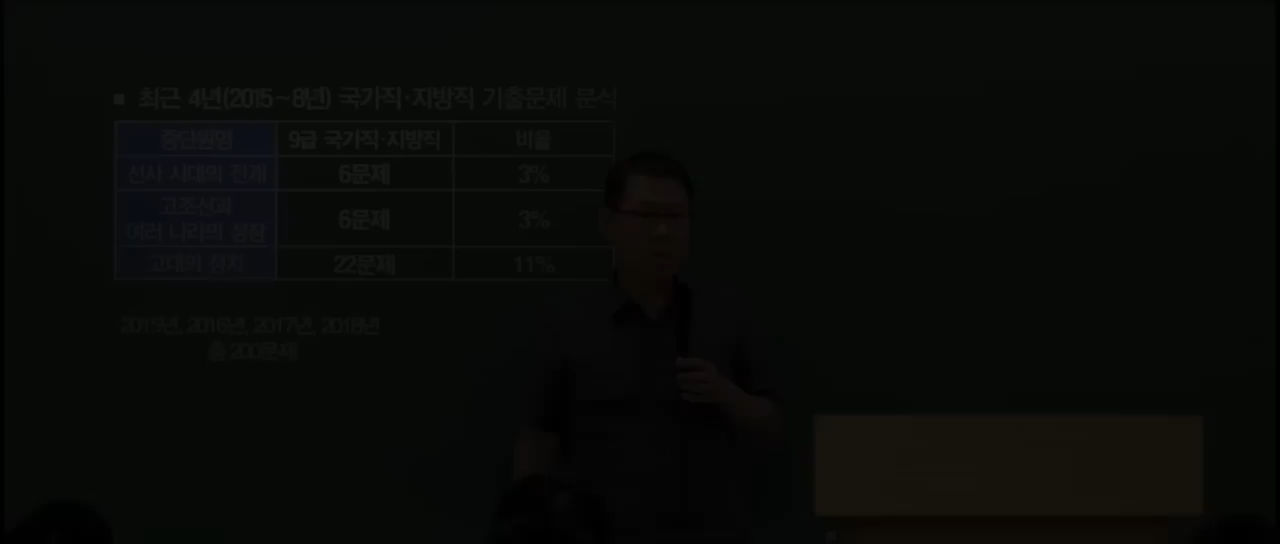 ■ 최근 4년(2015~8년) 국가직·지방직 기출문제 분석
중단원명 9급 국가직·지방직 비율
선사 시대의 전개 6문제 3%
고조선과
여러 나라의 성장 6문제 3%
고대의 정치 22문제 11%
2015년, 2016년, 2017년, 2018년
총 200문제